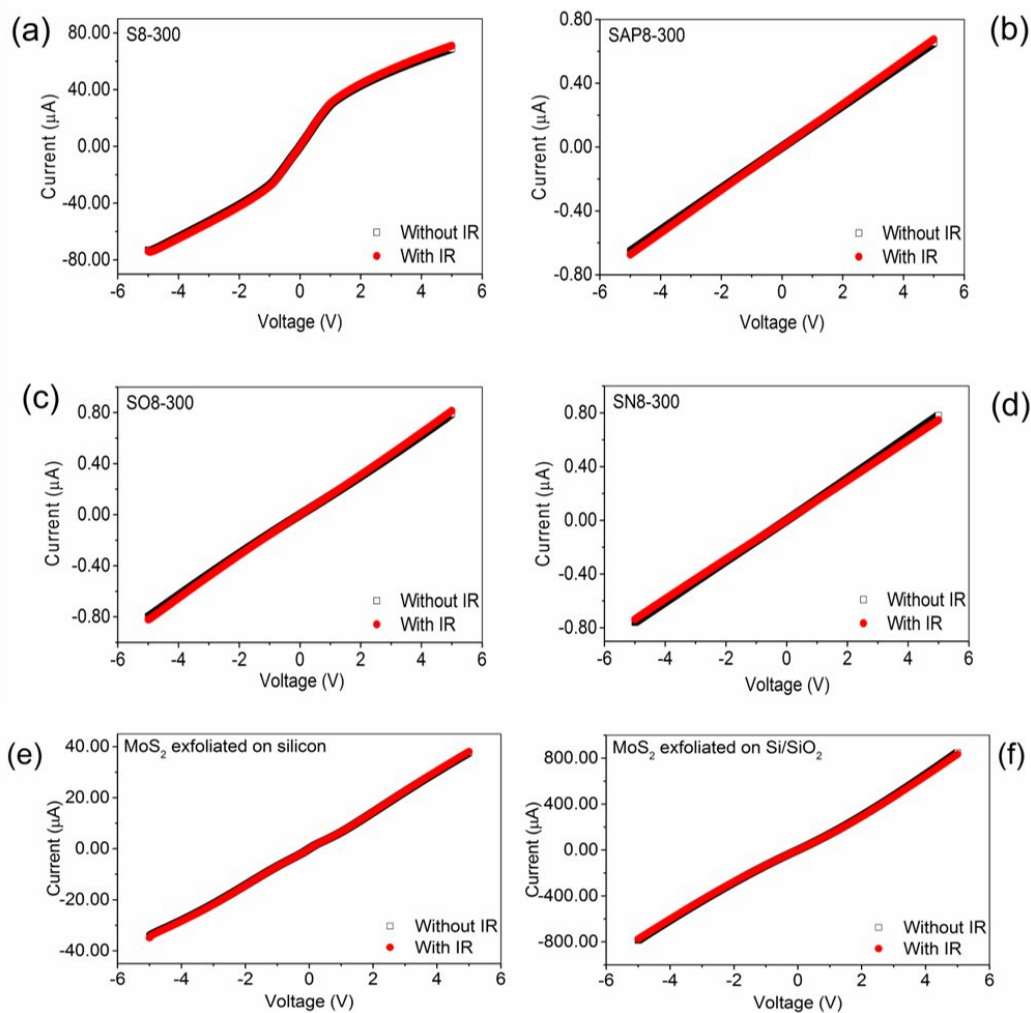 (a)
S8-300
Current (μA)
80.00
40.00
0.00
-40.00
-80.00
Without IR
With IR
-6 -4 -2 0 2 4 6
Voltage (V)
(b)
SAP8-300
Current (μA)
0.80
0.40
0.00
-0.40
-0.80
Without IR
With IR
-6 -4 -2 0 2 4 6
Voltage (V)
(c)
SO8-300
Current (μA)
0.80
0.40
0.00
-0.40
-0.80
Without IR
With IR
-6 -4 -2 0 2 4 6
Voltage (V)
(d)
SN8-300
Current (μA)
0.80
0.40
0.00
-0.40
-0.80
Without IR
With IR
-6 -4 -2 0 2 4 6
Voltage (V)
(e)
MoS₂ exfoliated on silicon
Current (μA)
40.00
20.00
0.00
-20.00
-40.00
Without IR
With IR
-6 -4 -2 0 2 4 6
Voltage (V)
(f)
MoS₂ exfoliated on Si/SiO₂
Current (μA)
800.00
400.00
0.00
-400.00
-800.00
Without IR
With IR
-6 -4 -2 0 2 4 6
Voltage (V)